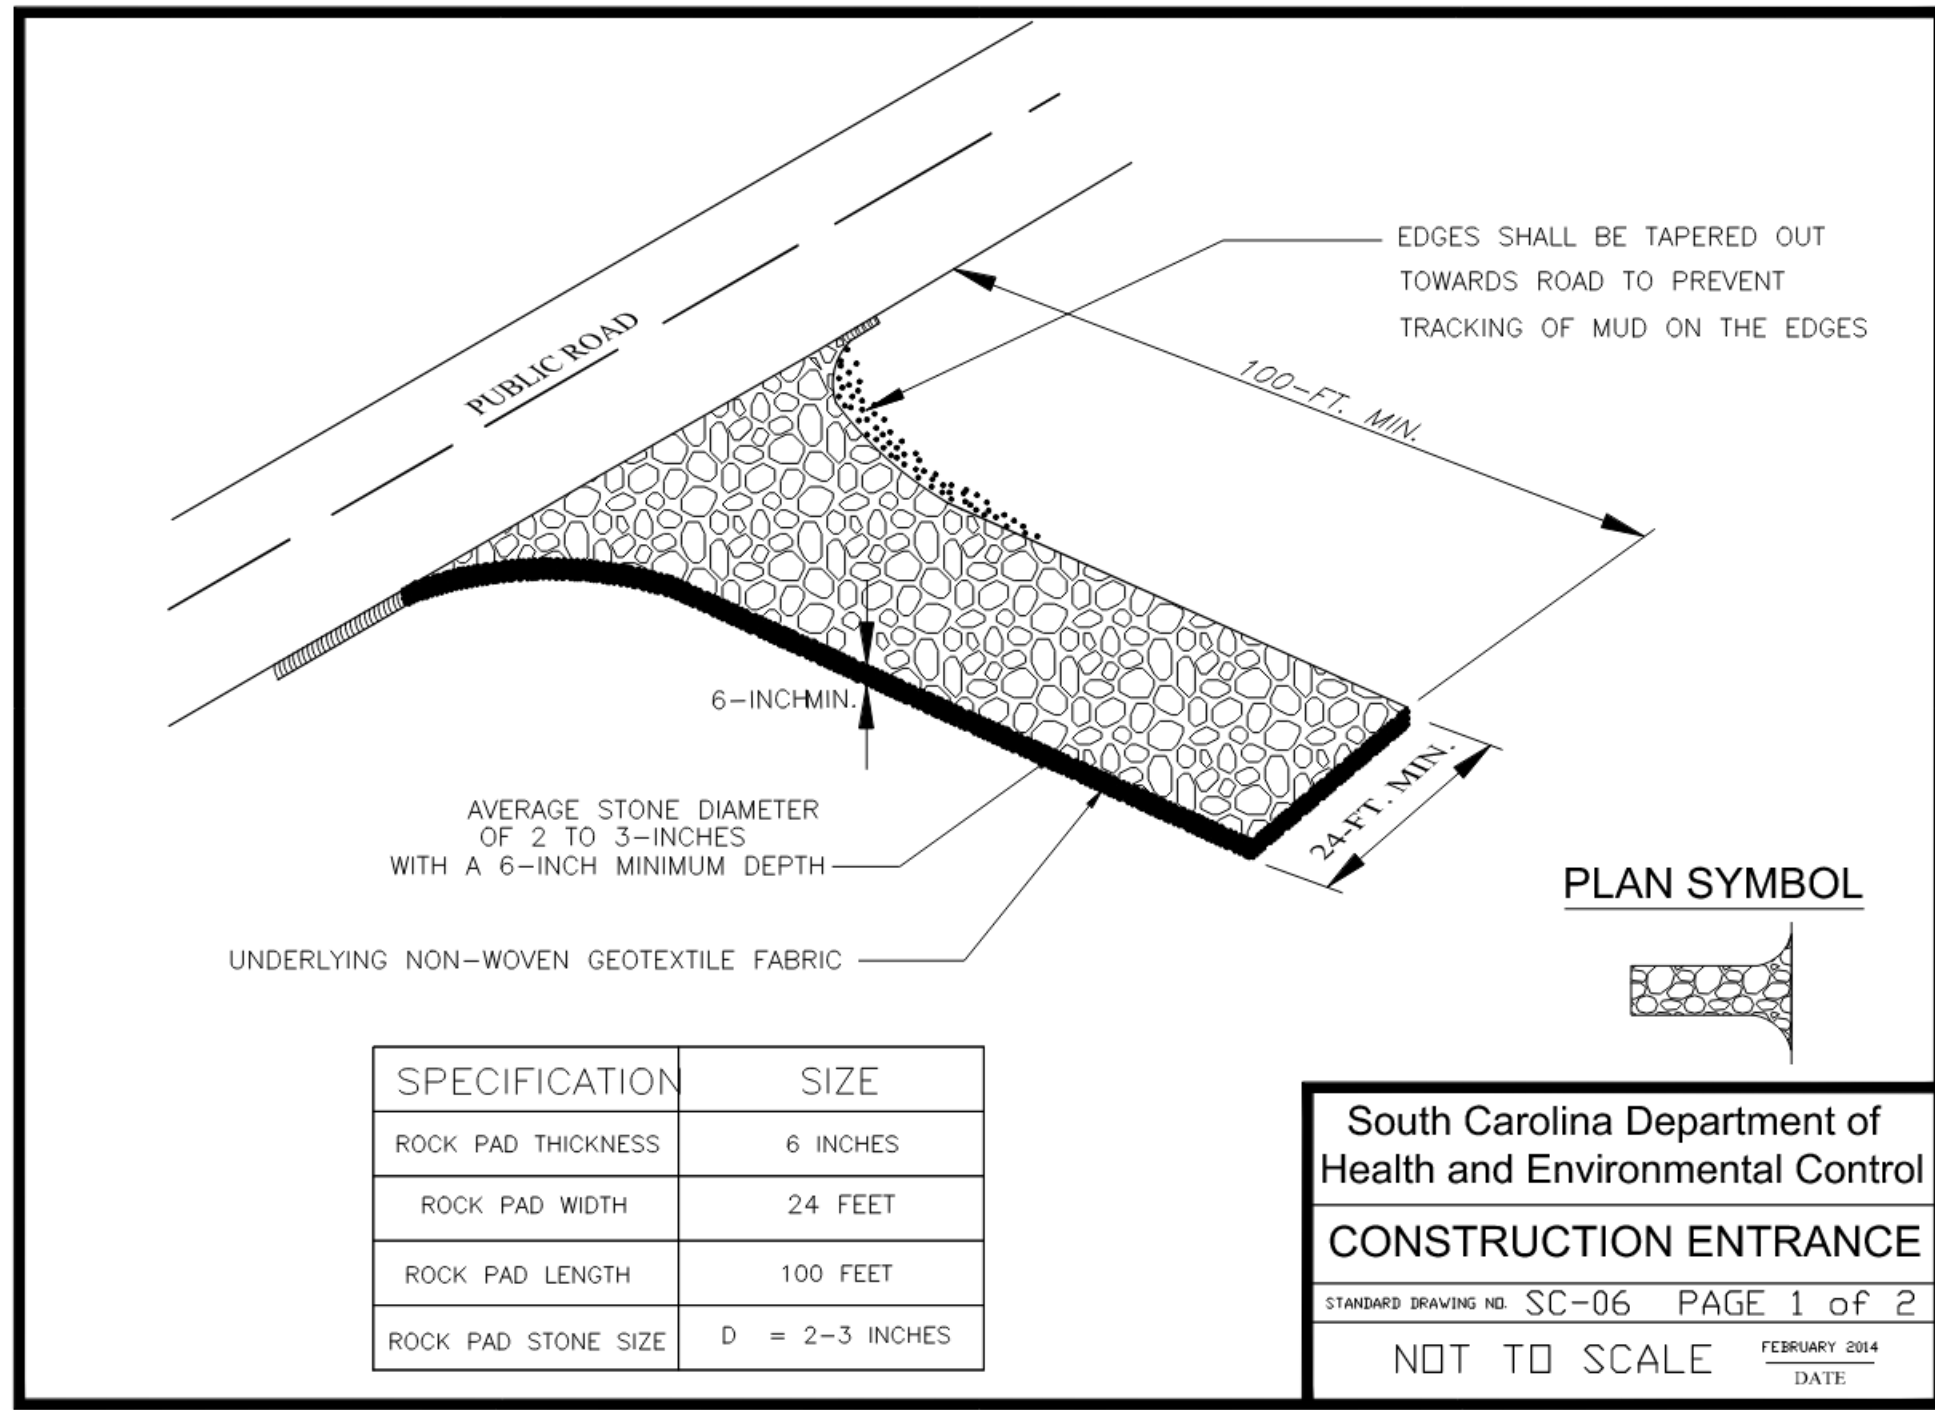 PUBLIC ROAD
EDGES SHALL BE TAPERED OUT
TOWARDS ROAD TO PREVENT
TRACKING OF MUD ON THE EDGES
100-FT. MIN.
6-INCHMIN.
24-FT. MIN.
AVERAGE STONE DIAMETER
OF 2 TO 3-INCHES
WITH A 6-INCH MINIMUM DEPTH
UNDERLYING NON-WOVEN GEOTEXTILE FABRIC
PLAN SYMBOL
SPECIFICATION SIZE
ROCK PAD THICKNESS 6 INCHES
ROCK PAD WIDTH 24 FEET
ROCK PAD LENGTH 100 FEET
ROCK PAD STONE SIZE D = 2-3 INCHES
South Carolina Department of
Health and Environmental Control
CONSTRUCTION ENTRANCE
STANDARD DRAWING NO. SC-06 PAGE 1 of 2
NOT TO SCALE FEBRUARY 2014
DATE